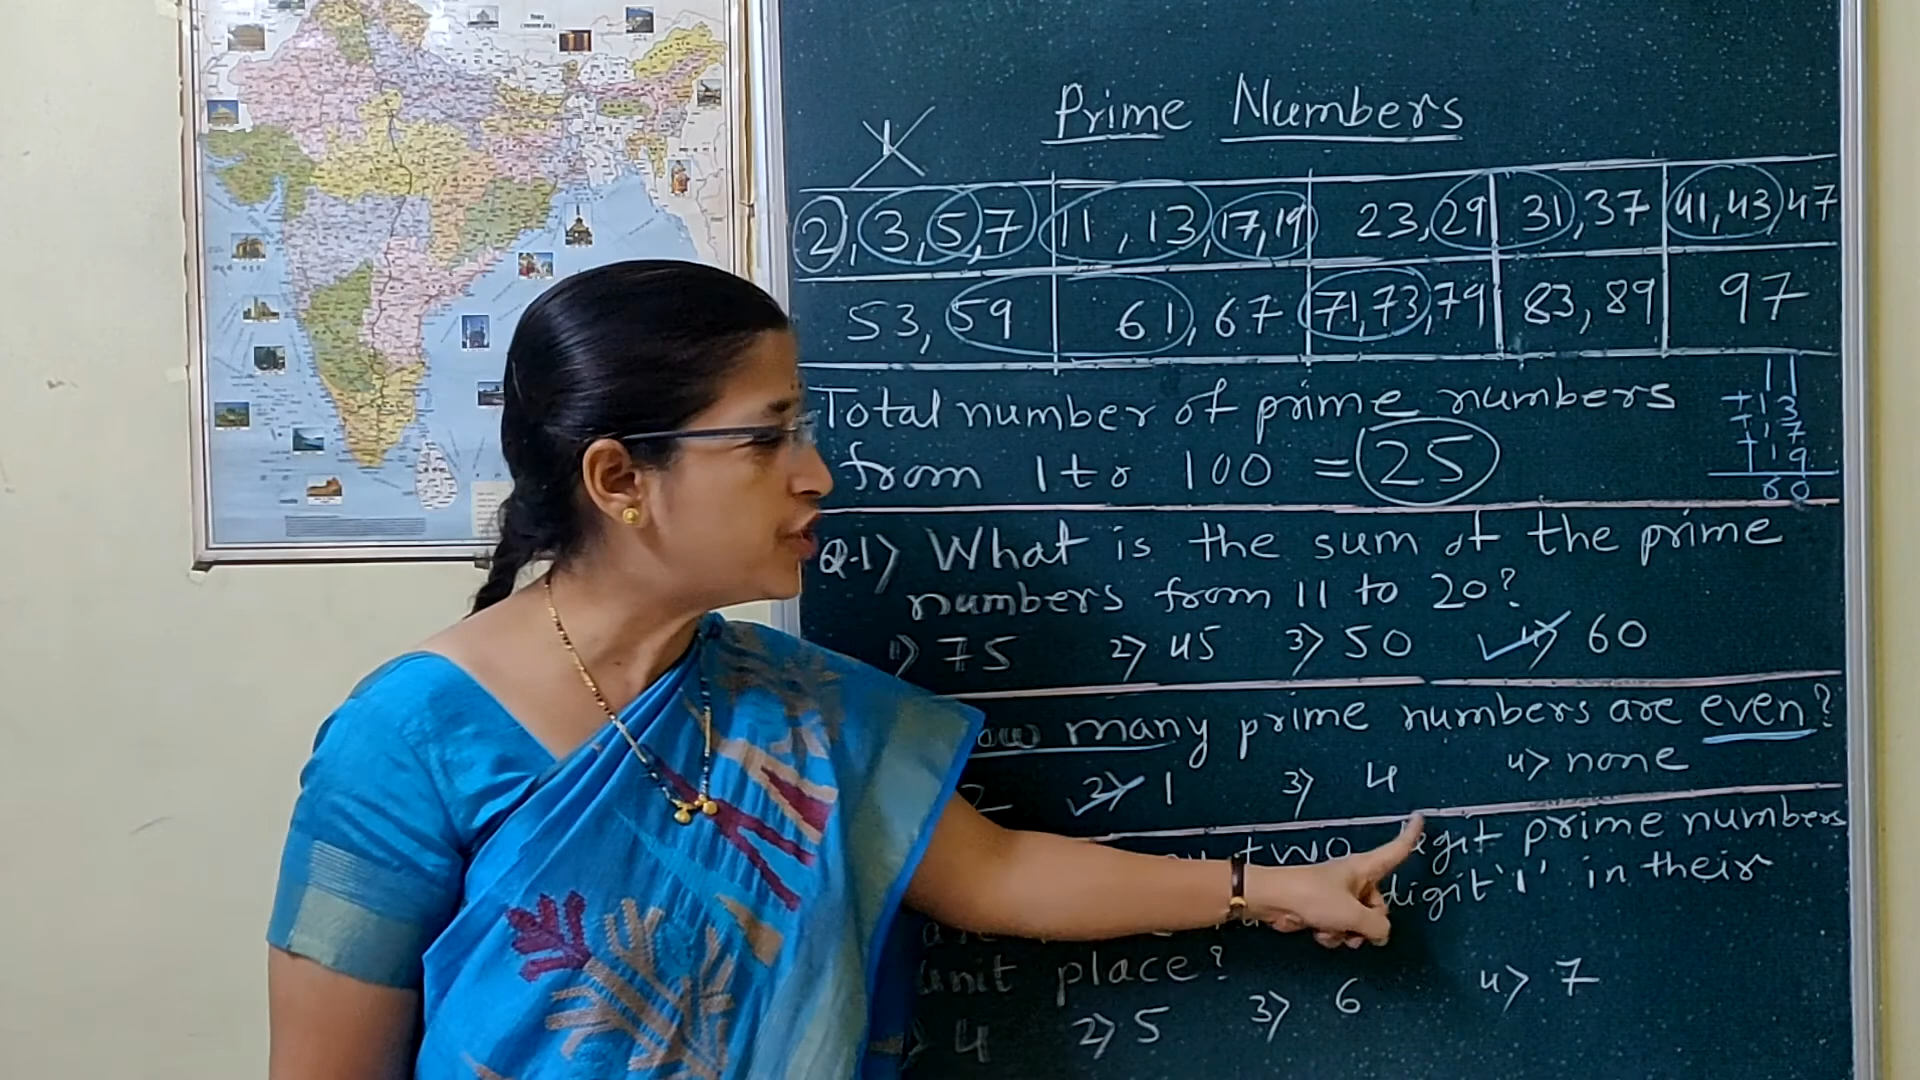 Prime Numbers
1
2, 3, 5, 7 11, 13, 17, 19 23, 29 31, 37 41, 43, 47
53, 59 61, 67 71, 73, 79 83, 89 97
Total number of prime numbers
from 1 to 100 = 25
11
+13
+17
+19
60
Q.1) What is the sum of the prime
numbers from 11 to 20?
1) 75 2) 45 3) 50 4) 60
many prime numbers are even?
2 2) 1 3) 4 4) none
two prime numbers
digit '1' in their
unit place?
4 2) 5 3) 6 4) 7